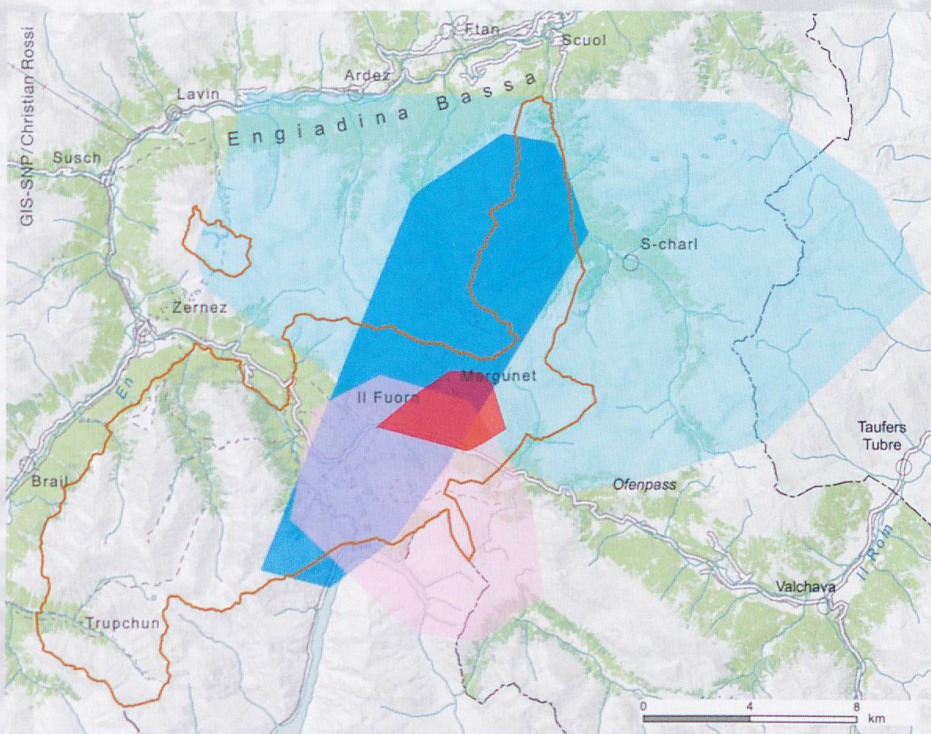 GIS-SNP/Christian Rossi
Ftan
Scuol
Ardez
Lavin
Engiadina Bassa
Susch
S-charl
Zernez
En
Margunet
Il Fuorn
Taufers
Tubre
Brail
Ofenpass
Il Rom
Valchava
Trupchun
0 4 8
km